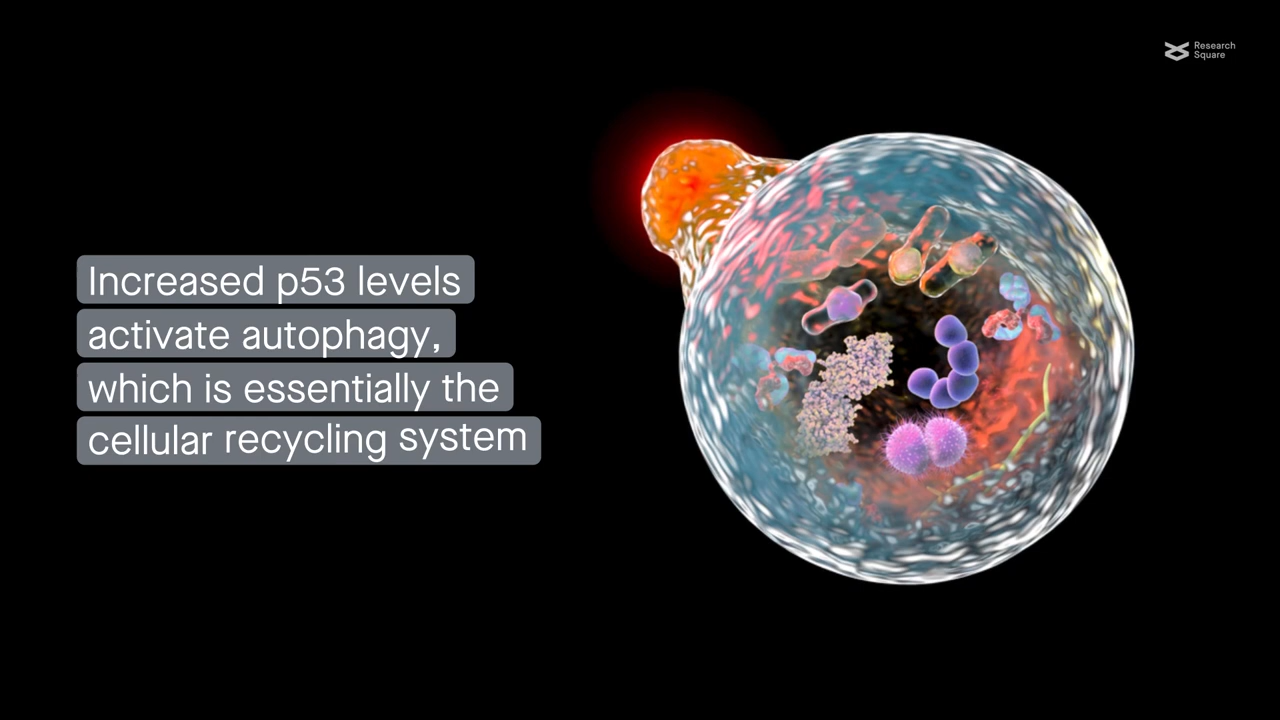 Research
Square
Increased p53 levels
activate autophagy,
which is essentially the
cellular recycling system